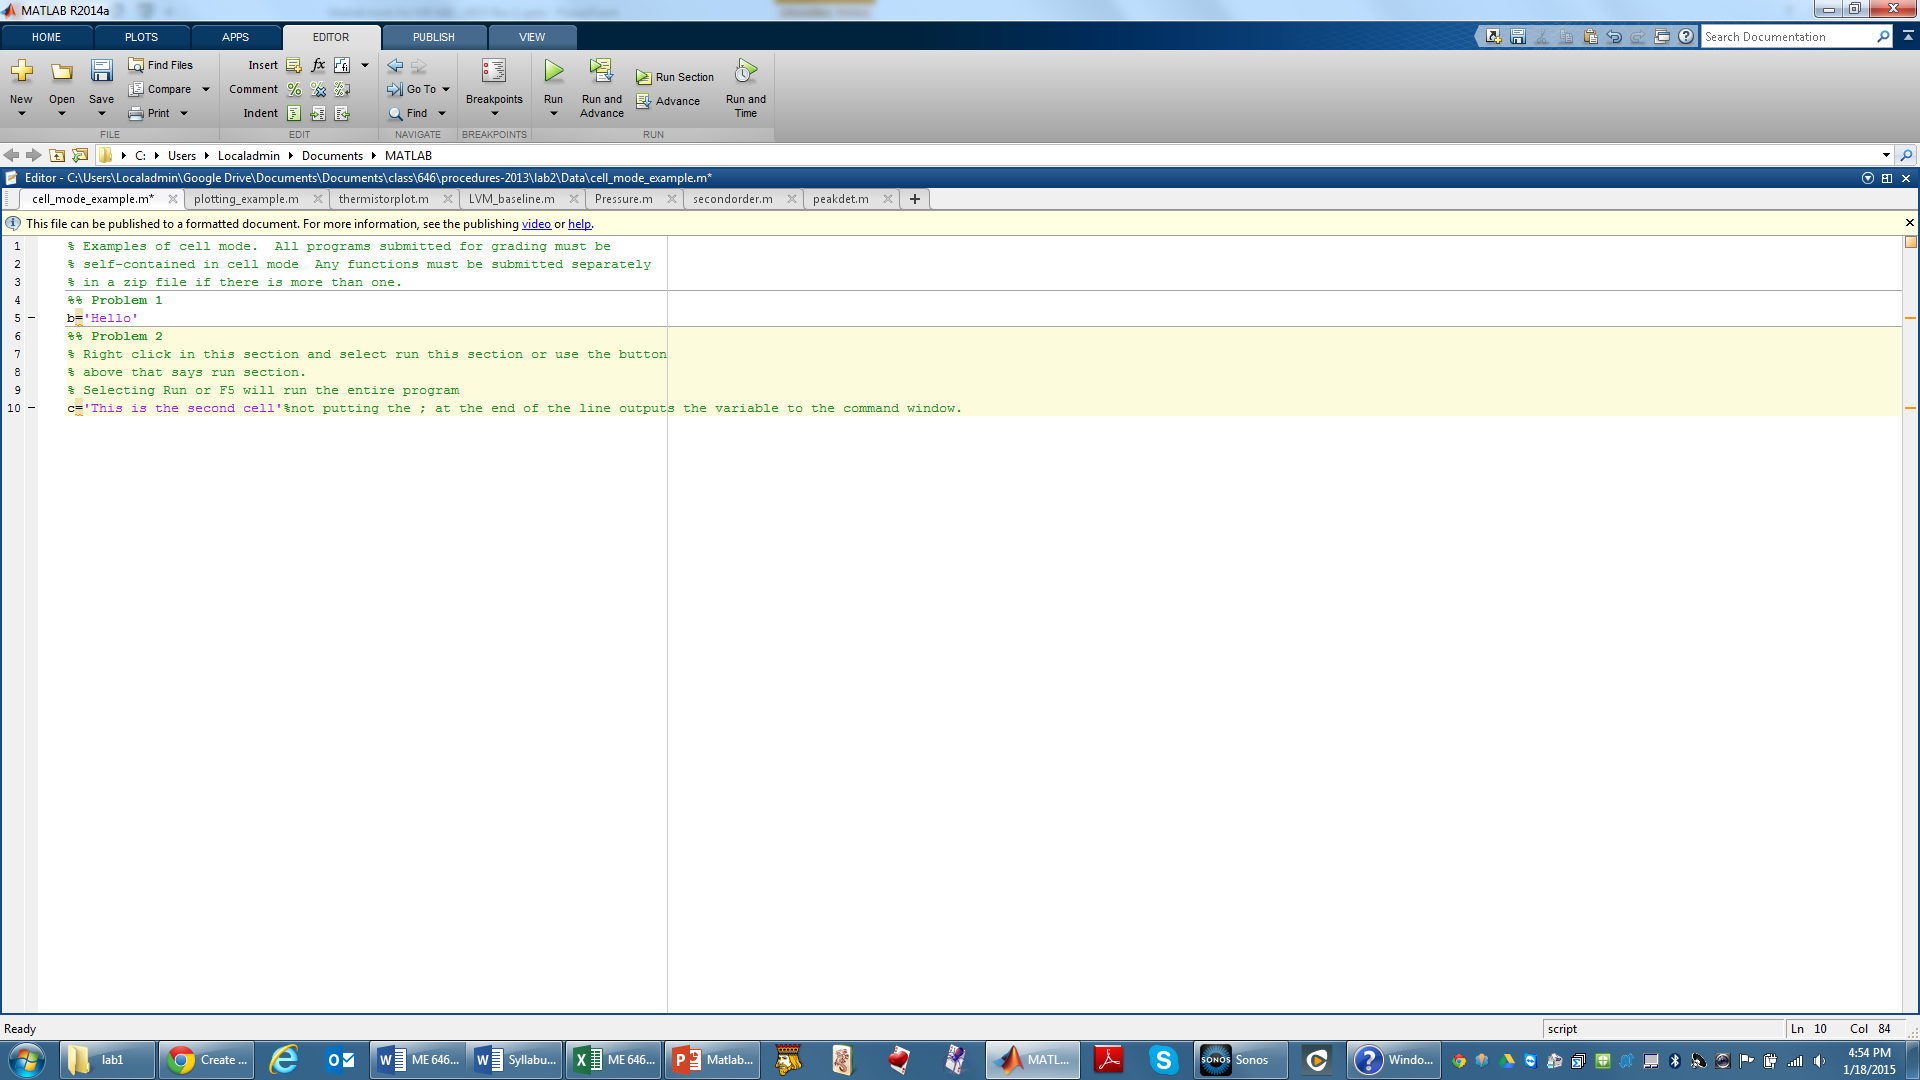 MATLAB R2014a
HOME PLOTS APPS EDITOR PUBLISH VIEW
Search Documentation
New Open Save Find Files Compare Print
Insert Comment Indent
Go To Find
Breakpoints
Run Run and Advance Run Section Advance Run and Time
FILE EDIT NAVIGATE BREAKPOINTS RUN
C: Users Localadmin Documents MATLAB
Editor - C:\Users\Localadmin\Google Drive\Documents\Documents\class\646\procedures-2013\lab2\Data\cell_mode_example.m*
cell_mode_example.m* plotting_example.m thermistorplot.m LVM_baseline.m Pressure.m secondorder.m peakdet.m
This file can be published to a formatted document. For more information, see the publishing video or help.
1 % Examples of cell mode.  All programs submitted for grading must be
2 % self-contained in cell mode  Any functions must be submitted separately
3 % in a zip file if there is more than one.
4 %% Problem 1
5 b='Hello'
6 %% Problem 2
7 % Right click in this section and select run this section or use the button
8 % above that says run section.
9 % Selecting Run or F5 will run the entire program
10 c='This is the second cell'%not putting the ; at the end of the line outputs the variable to the command window.
Ready script Ln 10 Col 84
lab1 Create ... ME 646... Syllabu... ME 646... Matlab... MATL... SONOS Sonos Windo... 4:54 PM
1/18/2015